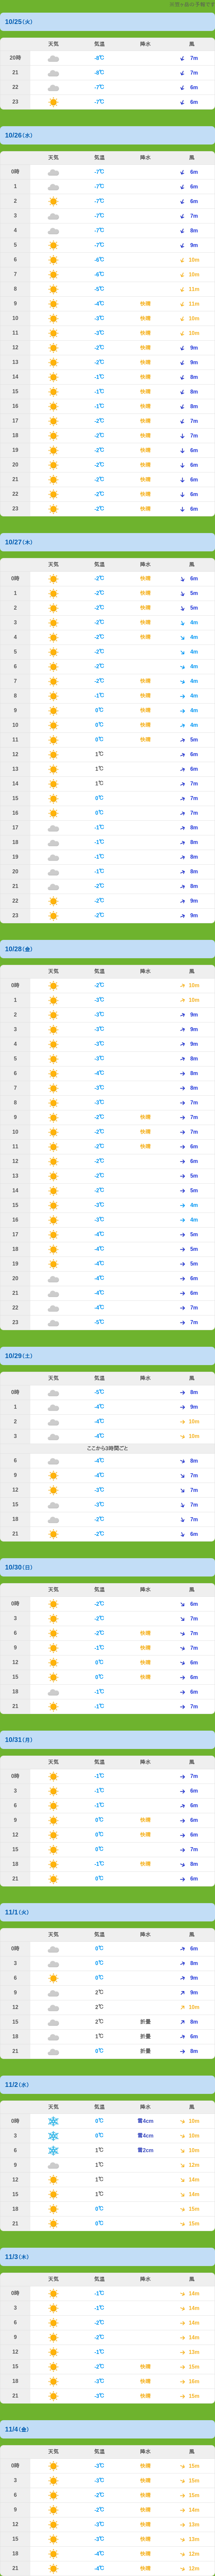 10/25(火)
天気 気温 降水 風
20時 -8℃ 7m
21 -8℃ 7m
22 -7℃ 6m
23 -7℃ 6m
10/26(水)
天気 気温 降水 風
0時 -7℃ 6m
1 -7℃ 6m
2 -7℃ 6m
3 -7℃ 7m
4 -7℃ 8m
5 -7℃ 9m
6 -6℃ 10m
7 -6℃ 10m
8 -5℃ 11m
9 -4℃ 快晴 11m
10 -3℃ 快晴 10m
11 -3℃ 快晴 10m
12 -2℃ 快晴 9m
13 -2℃ 快晴 9m
14 -1℃ 快晴 8m
15 -1℃ 快晴 8m
16 -1℃ 快晴 8m
17 -2℃ 快晴 7m
18 -2℃ 快晴 7m
19 -2℃ 快晴 6m
20 -2℃ 快晴 6m
21 -2℃ 快晴 6m
22 -2℃ 快晴 6m
23 -2℃ 快晴 6m
10/27(木)
天気 気温 降水 風
0時 -2℃ 快晴 6m
1 -2℃ 快晴 5m
2 -2℃ 快晴 5m
3 -2℃ 快晴 4m
4 -2℃ 快晴 4m
5 -2℃ 4m
6 -2℃ 4m
7 -2℃ 快晴 4m
8 -1℃ 快晴 4m
9 0℃ 快晴 4m
10 0℃ 快晴 4m
11 0℃ 快晴 5m
12 1℃ 6m
13 1℃ 6m
14 1℃ 7m
15 0℃ 7m
16 0℃ 7m
17 -1℃ 8m
18 -1℃ 8m
19 -1℃ 8m
20 -1℃ 8m
21 -2℃ 8m
22 -2℃ 9m
23 -2℃ 9m
10/28(金)
天気 気温 降水 風
0時 -2℃ 10m
1 -3℃ 10m
2 -3℃ 9m
3 -3℃ 9m
4 -3℃ 9m
5 -3℃ 8m
6 -4℃ 8m
7 -3℃ 8m
8 -3℃ 7m
9 -2℃ 快晴 7m
10 -2℃ 快晴 7m
11 -2℃ 快晴 6m
12 -2℃ 6m
13 -2℃ 5m
14 -2℃ 5m
15 -3℃ 4m
16 -3℃ 4m
17 -4℃ 5m
18 -4℃ 5m
19 -4℃ 5m
20 -4℃ 6m
21 -4℃ 6m
22 -4℃ 7m
23 -5℃ 7m
10/29(土)
天気 気温 降水 風
0時 -5℃ 8m
1 -4℃ 9m
2 -4℃ 10m
3 -4℃ 10m
ここから3時間ごと
6 -4℃ 8m
9 -4℃ 7m
12 -3℃ 7m
15 -3℃ 7m
18 -2℃ 7m
21 -2℃ 6m
10/30(日)
天気 気温 降水 風
0時 -2℃ 6m
3 -2℃ 7m
6 -2℃ 快晴 7m
9 -1℃ 快晴 7m
12 0℃ 快晴 6m
15 0℃ 快晴 6m
18 -1℃ 6m
21 -1℃ 7m
10/31(月)
天気 気温 降水 風
0時 -1℃ 7m
3 -1℃ 6m
6 -1℃ 6m
9 0℃ 快晴 6m
12 0℃ 快晴 6m
15 0℃ 7m
18 -1℃ 快晴 8m
21 0℃ 6m
11/1(火)
天気 気温 降水 風
0時 0℃ 6m
3 0℃ 8m
6 0℃ 9m
9 2℃ 9m
12 2℃ 10m
15 2℃ 折曇 8m
18 1℃ 折曇 6m
21 0℃ 折曇 8m
11/2(水)
天気 気温 降水 風
0時 0℃ 雪4cm 10m
3 0℃ 雪4cm 10m
6 1℃ 雪2cm 10m
9 1℃ 12m
12 1℃ 14m
15 1℃ 14m
18 0℃ 15m
21 0℃ 15m
11/3(木)
天気 気温 降水 風
0時 -1℃ 14m
3 -1℃ 14m
6 -2℃ 14m
9 -2℃ 14m
12 -1℃ 13m
15 -2℃ 快晴 15m
18 -3℃ 快晴 16m
21 -3℃ 快晴 15m
11/4(金)
天気 気温 降水 風
0時 -3℃ 快晴 15m
3 -3℃ 快晴 15m
6 -2℃ 快晴 15m
9 -2℃ 快晴 14m
12 -3℃ 快晴 13m
15 -3℃ 快晴 13m
18 -4℃ 快晴 12m
21 -4℃ 快晴 12m